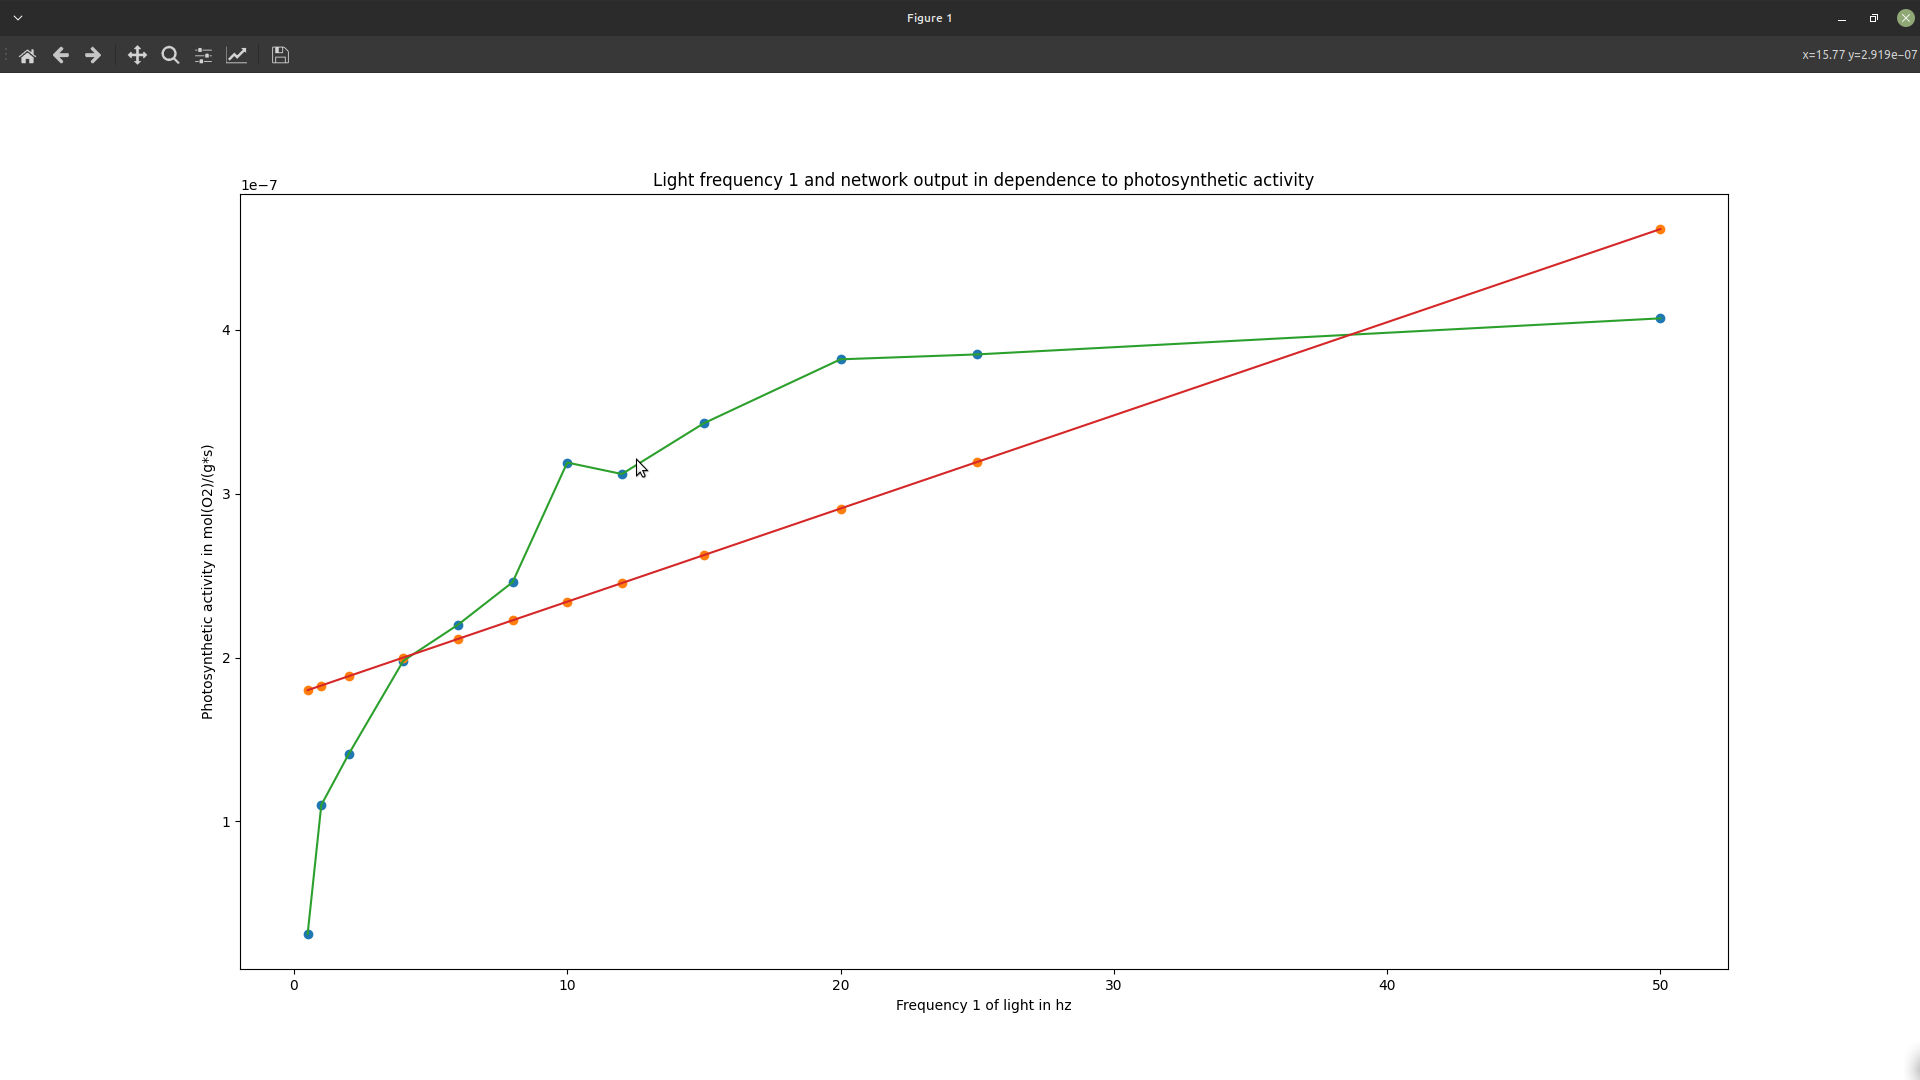 Figure 1
x=15.77 y=2.919e−07
Light frequency 1 and network output in dependence to photosynthetic activity
1e−7
4
3
2
1
Photosynthetic activity in mol(O2)/(g*s)
0 10 20 30 40 50
Frequency 1 of light in hz